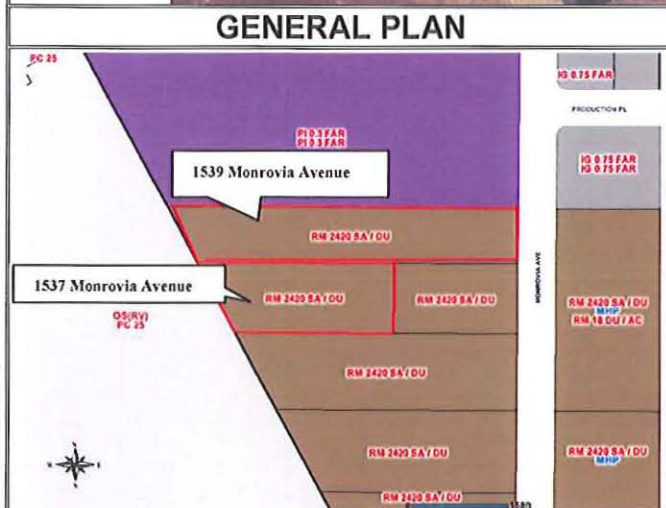 GENERAL PLAN
PC 25
IG 0.75 FAR
PRODUCTION PL
PI 0.3 FAR
PI 0.3 FAR
IG 0.75 FAR
IG 0.75 FAR
1539 Monrovia Avenue
RM 2420 SA / DU
MONROVIA AVE
1537 Monrovia Avenue
RM 2420 SA / DU
RM 2420 SA / DU
RM 2420 SA / DU
MHP
RM 18 DU / AC
OS(RV)
PC 25
RM 2420 SA / DU
RM 2420 SA / DU
RM 2420 SA / DU
MHP
RM 2420 SA / DU